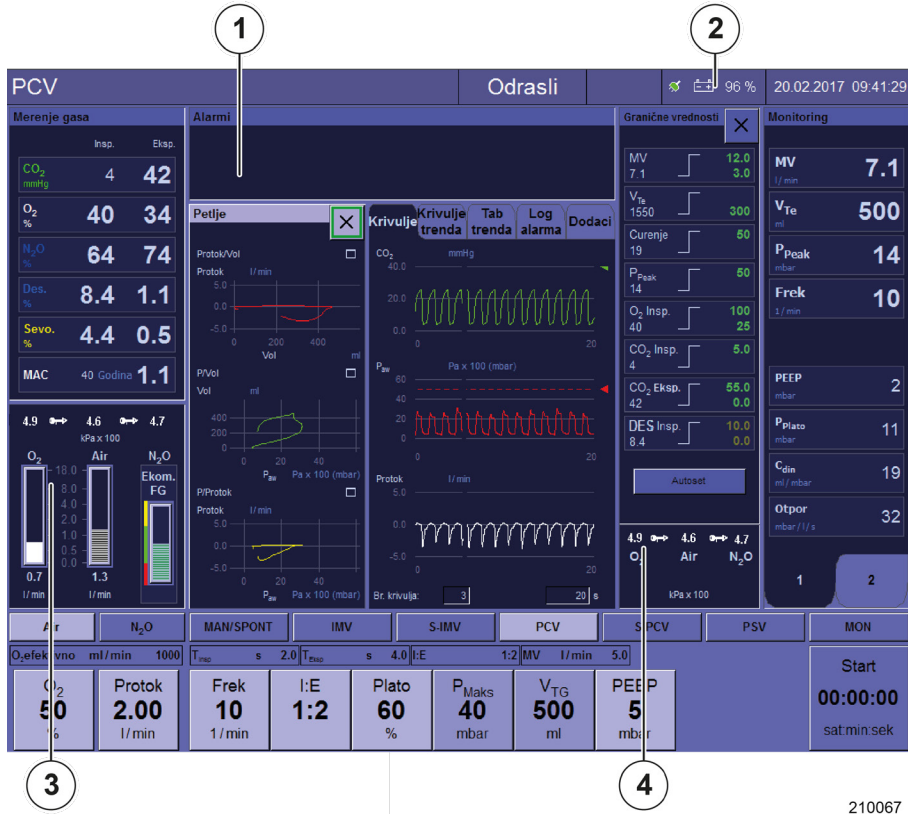 1
2
PCV
Odrasli
96 %
20.02.2017 09:41:29
Merenje gasa
Insp. Eksp.
CO2 mmHg 4 42
O2 % 40 34
N2O % 64 74
Des. % 8.4 1.1
Sevo. % 4.4 0.5
MAC 40 Godina 1.1
4.9 4.6 4.7
kPa x 100
O2 Air N2O
18.0
8.0
4.0
2.0
1.0
0.5
0.0
Ekom. FG
0.7 1.3
l/min l/min
Alarmi
Petlje
Protok/Vol
Protok l/min
5.0
0.0
-5.0
0 200 400
Vol ml
P/Vol
Vol ml
400
200
0
0 20 40
Paw Pa x 100 (mbar)
P/Protok
Protok l/min
5.0
0.0
-5.0
0 20 40
Paw Pa x 100 (mbar)
Krivulje
Krivulje trenda
Tab trenda
Log alarma
Dodaci
CO2 mmHg
40.0
20.0
0.0
0 20
Paw Pa x 100 (mbar)
60
40
20
0
0 20
Protok l/min
5.0
0.0
-5.0
0 20
Br. krivulja: 3 20 s
Granične vrednosti
MV 12.0
7.1 3.0
VTe
1550 300
Curenje 50
19
PPeak 50
14
O2 Insp. 100
40 25
CO2 Insp. 5.0
4
CO2 Eksp. 55.0
42 0.0
DES Insp. 10.0
8.4 0.0
Autoset
4.9 4.6 4.7
O2 Air N2O
kPa x 100
Monitoring
MV l/min 7.1
VTe ml 500
PPeak mbar 14
Frek 1/min 10
PEEP mbar 2
PPlato mbar 11
Cdin ml/mbar 19
Otpor mbar/l/s 32
1 2
Air
N2O
MAN/SPONT
IMV
S-IMV
PCV
S-PCV
PSV
MON
O2efektivno ml/min 1000
TInsp s 2.0
TEksp s 4.0
I:E 1:2
MV l/min 5.0
O2 50 %
Protok 2.00 l/min
Frek 10 1/min
I:E 1:2
Plato 60 %
PMaks 40 mbar
VTG 500 ml
PEEP 5 mbar
Start
00:00:00
sat:min:sek
3
4
210067